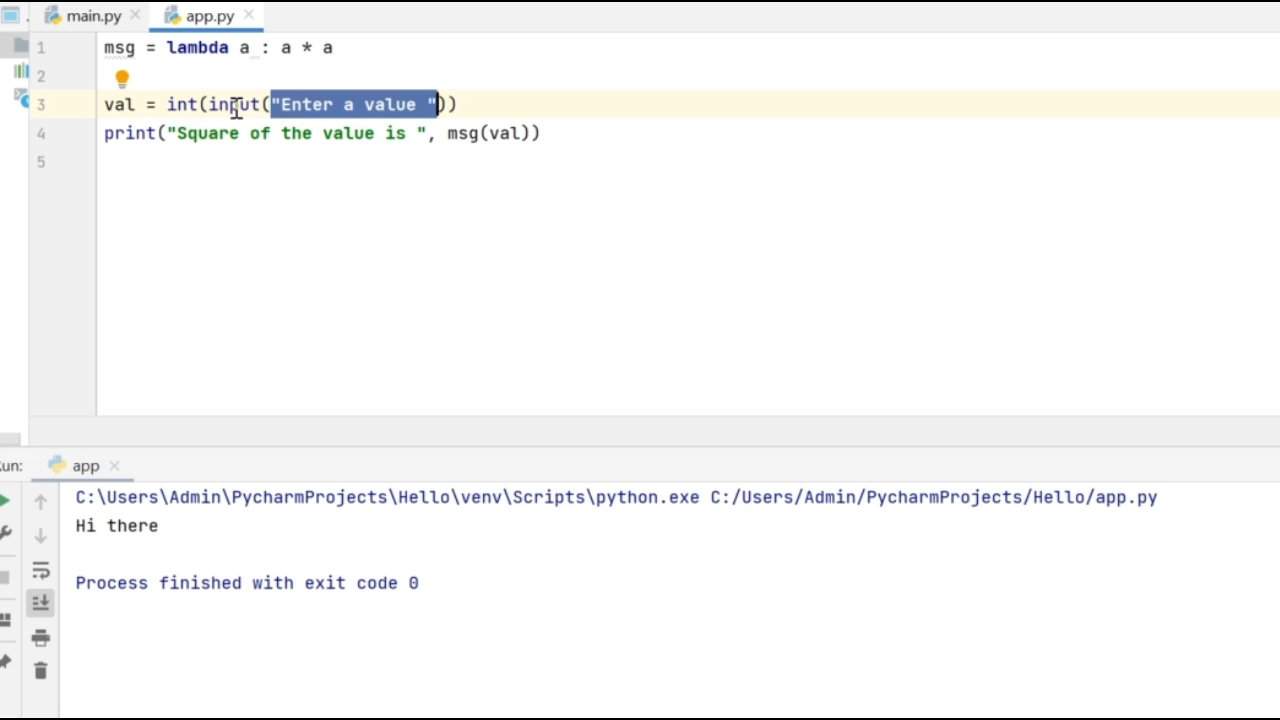 main.py app.py
1 msg = lambda a : a * a
2
3 val = int(input("Enter a value "))
4 print("Square of the value is ", msg(val))
5
un: app
C:\Users\Admin\PycharmProjects\Hello\venv\Scripts\python.exe C:/Users/Admin/PycharmProjects/Hello/app.py
Hi there
Process finished with exit code 0